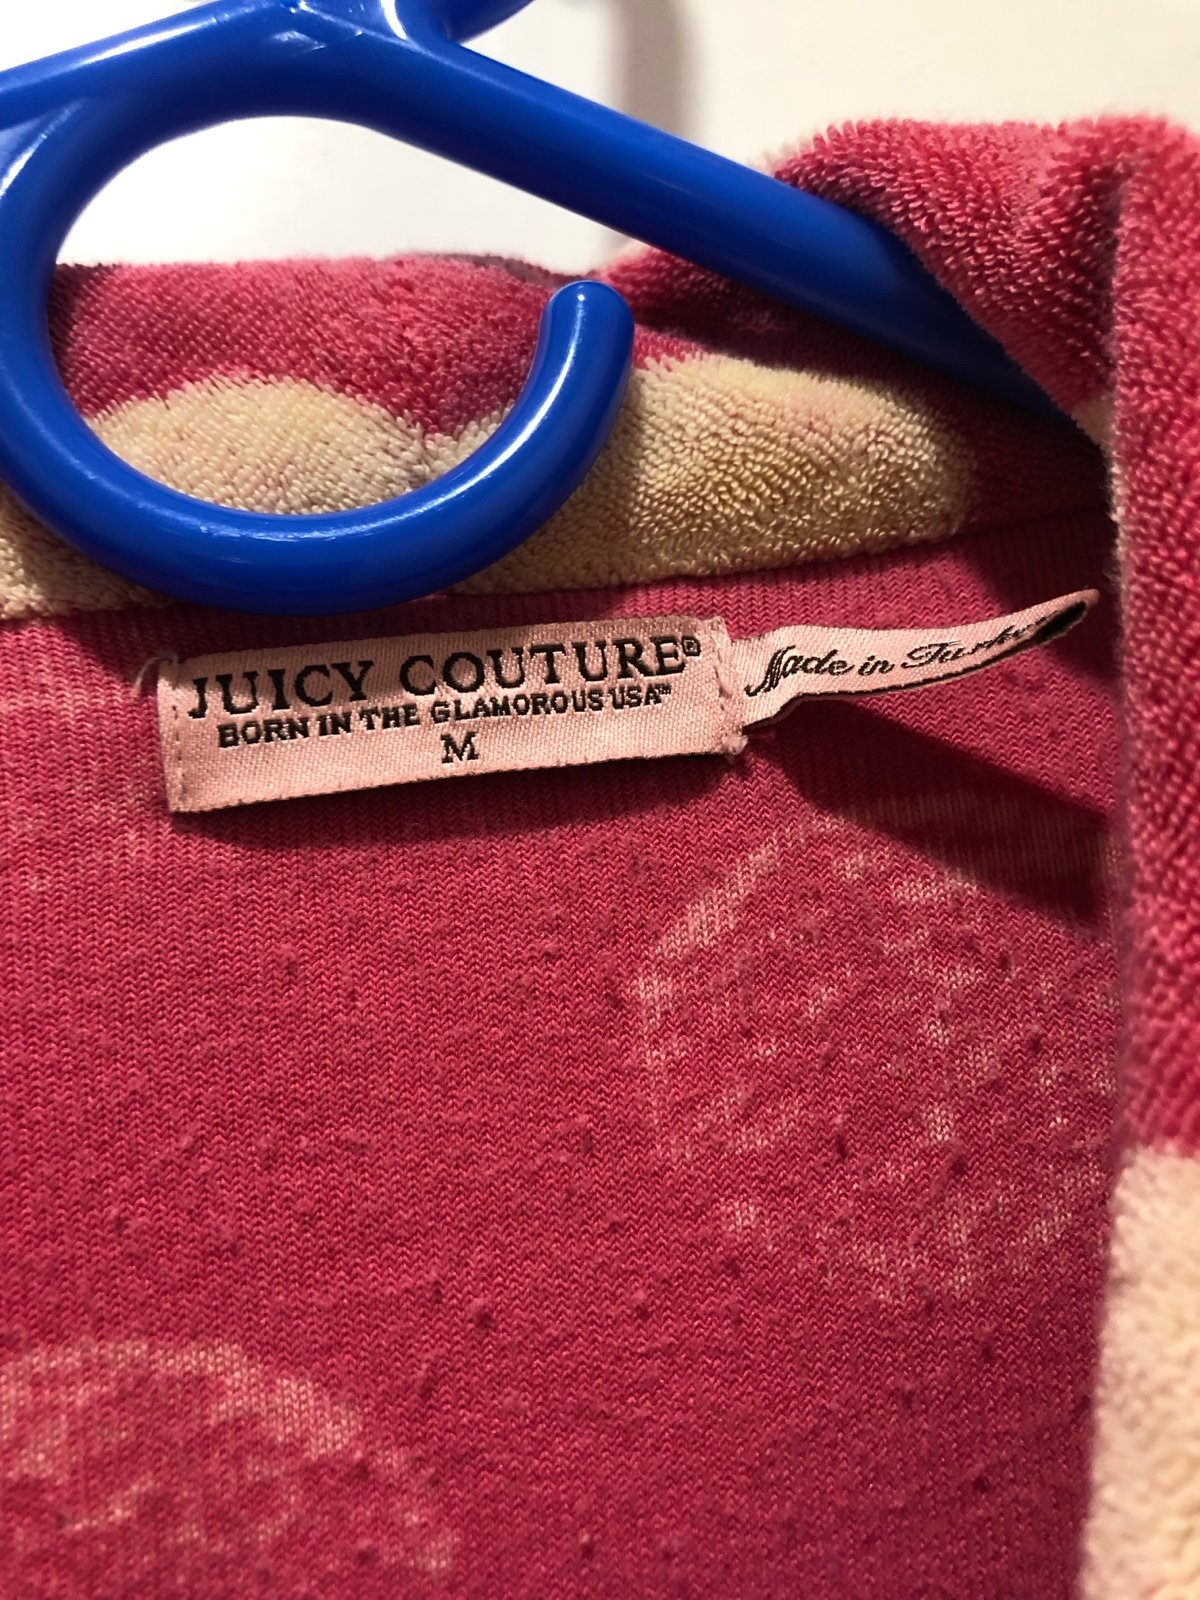 JUICY COUTURE®
BORN IN THE GLAMOROUS USA™
M
Made in